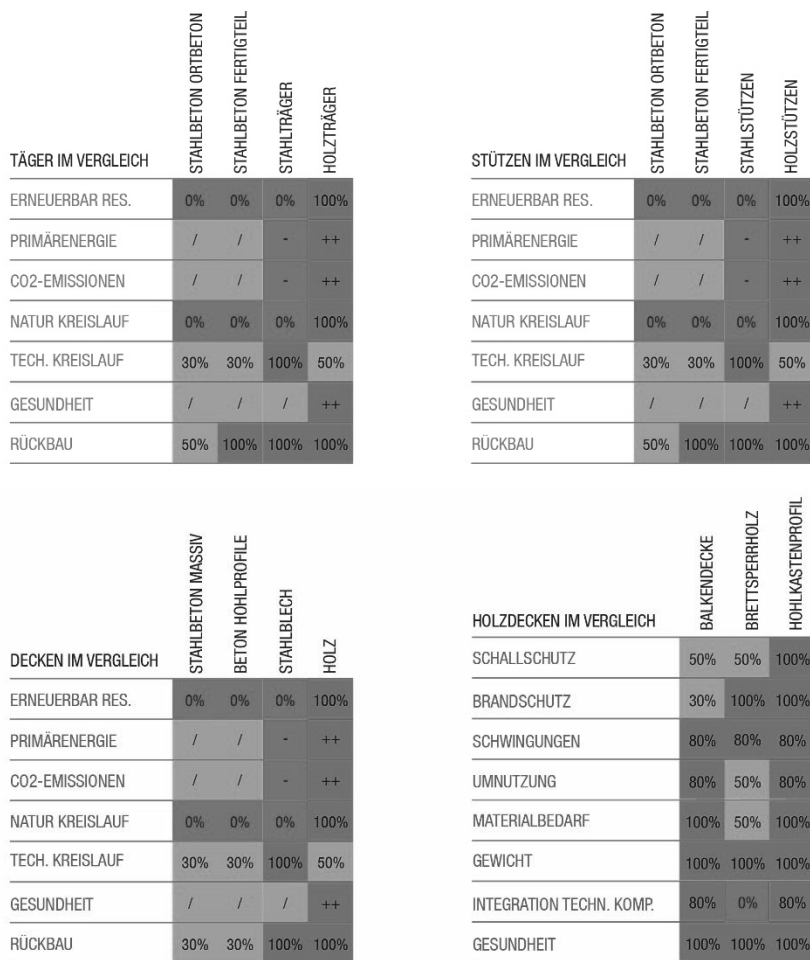 TÄGER IM VERGLEICH STAHLBETON ORTBETON STAHLBETON FERTIGTEIL STAHLTRÄGER HOLZTRÄGER
ERNEUERBAR RES. 0% 0% 0% 100%
PRIMÄRENERGIE / / - ++
CO2-EMISSIONEN / / - ++
NATUR KREISLAUF 0% 0% 0% 100%
TECH. KREISLAUF 30% 30% 100% 50%
GESUNDHEIT / / / ++
RÜCKBAU 50% 100% 100% 100%
STÜTZEN IM VERGLEICH STAHLBETON ORTBETON STAHLBETON FERTIGTEIL STAHLSTÜTZEN HOLZSTÜTZEN
ERNEUERBAR RES. 0% 0% 0% 100%
PRIMÄRENERGIE / / - ++
CO2-EMISSIONEN / / - ++
NATUR KREISLAUF 0% 0% 0% 100%
TECH. KREISLAUF 30% 30% 100% 50%
GESUNDHEIT / / / ++
RÜCKBAU 50% 100% 100% 100%
DECKEN IM VERGLEICH STAHLBETON MASSIV BETON HOHLPROFILE STAHLBLECH HOLZ
ERNEUERBAR RES. 0% 0% 0% 100%
PRIMÄRENERGIE / / - ++
CO2-EMISSIONEN / / - ++
NATUR KREISLAUF 0% 0% 0% 100%
TECH. KREISLAUF 30% 30% 100% 50%
GESUNDHEIT / / / ++
RÜCKBAU 30% 30% 100% 100%
HOLZDECKEN IM VERGLEICH BALKENDECKE BRETTSPERRHOLZ HOHLKASTENPROFIL
SCHALLSCHUTZ 50% 50% 100%
BRANDSCHUTZ 30% 100% 100%
SCHWINGUNGEN 80% 80% 80%
UMNUTZUNG 80% 50% 80%
MATERIALBEDARF 100% 50% 100%
GEWICHT 100% 100% 100%
INTEGRATION TECHN. KOMP. 80% 0% 80%
GESUNDHEIT 100% 100% 100%